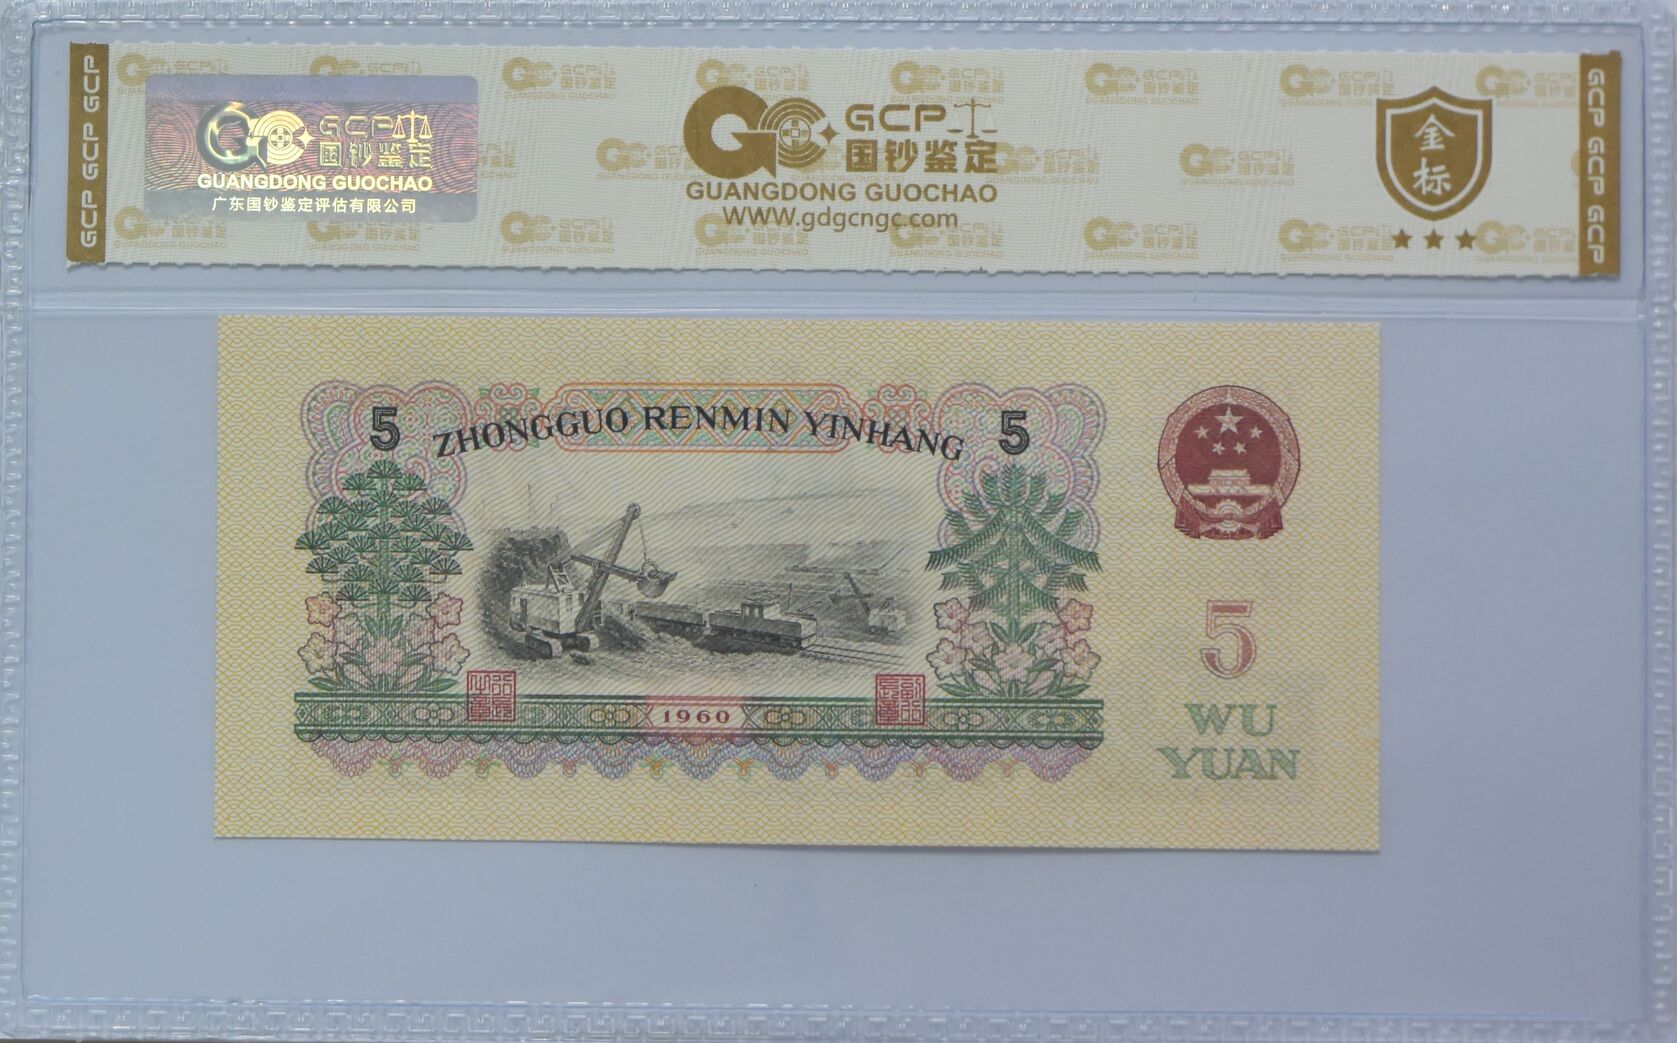 GCP GCP GCP
GCP
国钞鉴定
GUANGDONG GUOCHAO
广东国钞鉴定评估有限公司
GCP
国钞鉴定
GUANGDONG GUOCHAO
WWW.gdgcngc.com
金
标
GCP GCP GCP
5
ZHONGGUO RENMIN YINHANG
5
1960
5
WU
YUAN